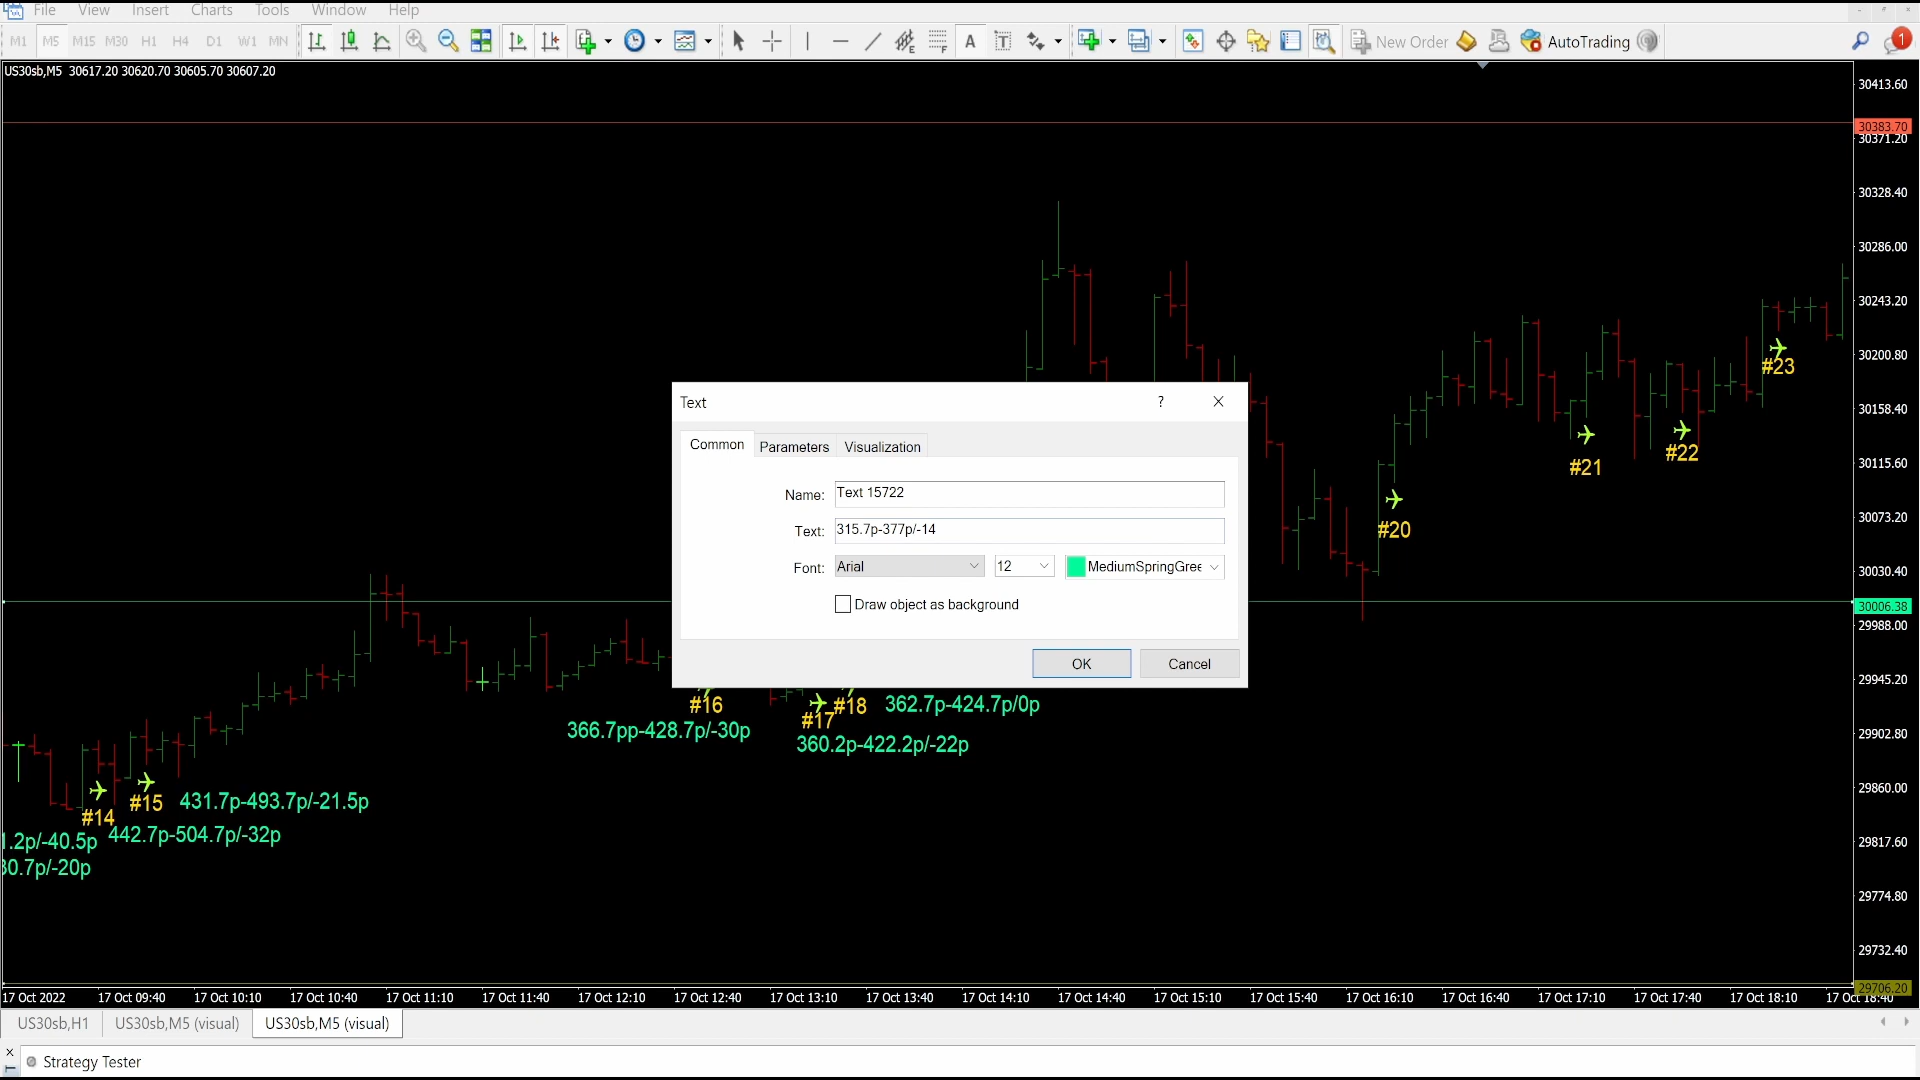 File View Insert Charts Tools Window Help
M1 M5 M15 M30 H1 H4 D1 W1 MN A T New Order AutoTrading 1
US30sb,M5 30617.20 30620.70 30605.70 30607.20
30413.60
30383.70
30371.20
30328.40
30286.00
30243.20
30200.80
30158.40
30115.60
30073.20
30030.40
30006.38
29988.00
29945.20
29902.80
29860.00
29817.60
29774.80
29732.40
29706.20
#23
#22
#21
#20
Text ?
Common Parameters Visualization
Name: Text 15722
Text: 315.7p-377p/-14
Font: Arial 12 MediumSpringGree
Draw object as background
OK Cancel
#16 #18 362.7p-424.7p/0p
#17
366.7pp-428.7p/-30p
360.2p-422.2p/-22p
#15 431.7p-493.7p/-21.5p
#14
442.7p-504.7p/-32p
1.2p/-40.5p
30.7p/-20p
17 Oct 2022 17 Oct 09:40 17 Oct 10:10 17 Oct 10:40 17 Oct 11:10 17 Oct 11:40 17 Oct 12:10 17 Oct 12:40 17 Oct 13:10 17 Oct 13:40 17 Oct 14:10 17 Oct 14:40 17 Oct 15:10 17 Oct 15:40 17 Oct 16:10 17 Oct 16:40 17 Oct 17:10 17 Oct 17:40 17 Oct 18:10 17 Oct 18:40
US30sb,H1 US30sb,M5 (visual) US30sb,M5 (visual)
Strategy Tester